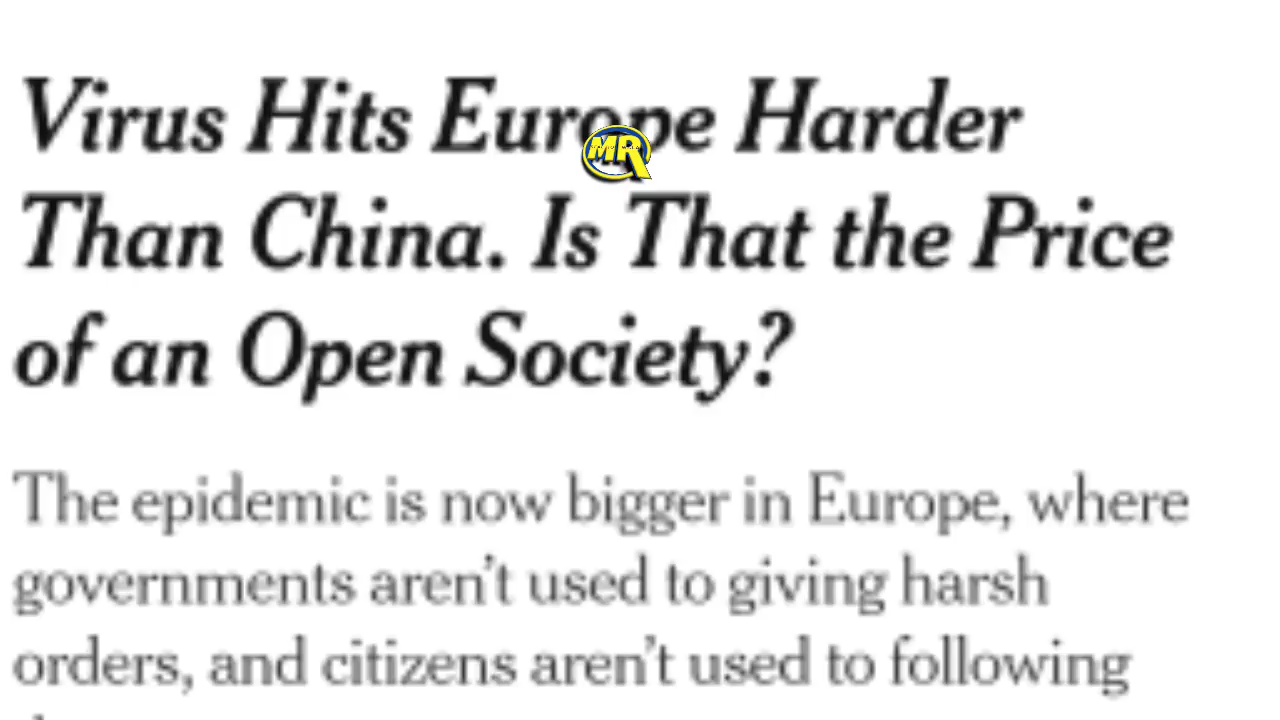 Virus Hits Europe Harder
MR
Than China. Is That the Price
of an Open Society?
The epidemic is now bigger in Europe, where
governments aren't used to giving harsh
orders, and citizens aren't used to following